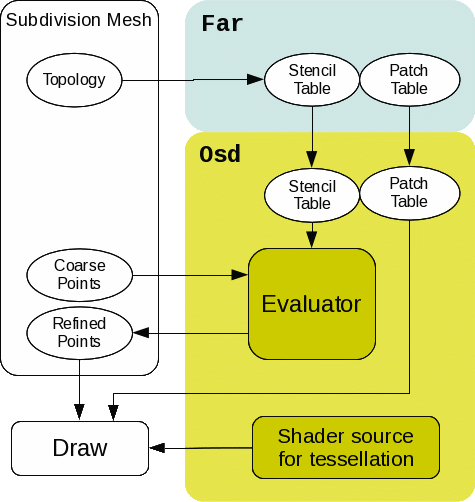 Subdivision Mesh
Far
Topology
Stencil
Table
Patch
Table
Osd
Stencil
Table
Patch
Table
Coarse
Points
Evaluator
Refined
Points
Draw
Shader source
for tessellation